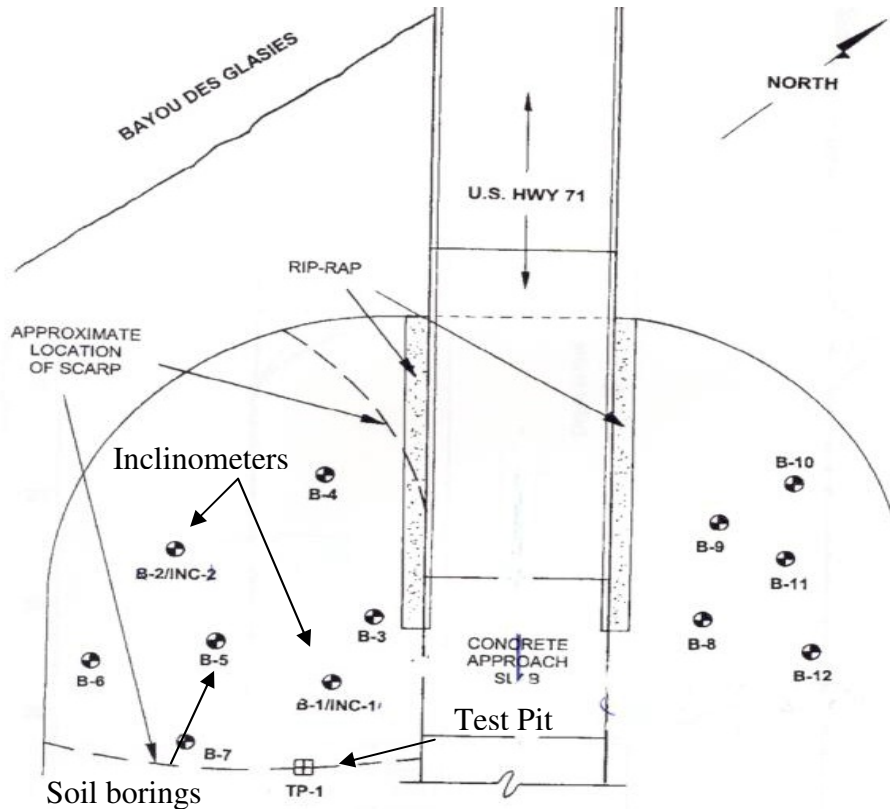 BAYOU DES GLASIES
NORTH
U.S. HWY 71
RIP-RAP
APPROXIMATE
LOCATION
OF SCARP
Inclinometers
B-4
B-10
B-9
B-2/INC-2
B-11
B-3
B-8
B-5
B-6
CONCRETE
APPROACH
B-12
B-1/INC-1
Test Pit
B-7
Soil borings
TP-1